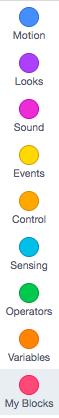 Motion
Looks
Sound
Events
Control
Sensing
Operators
Variables
My Blocks